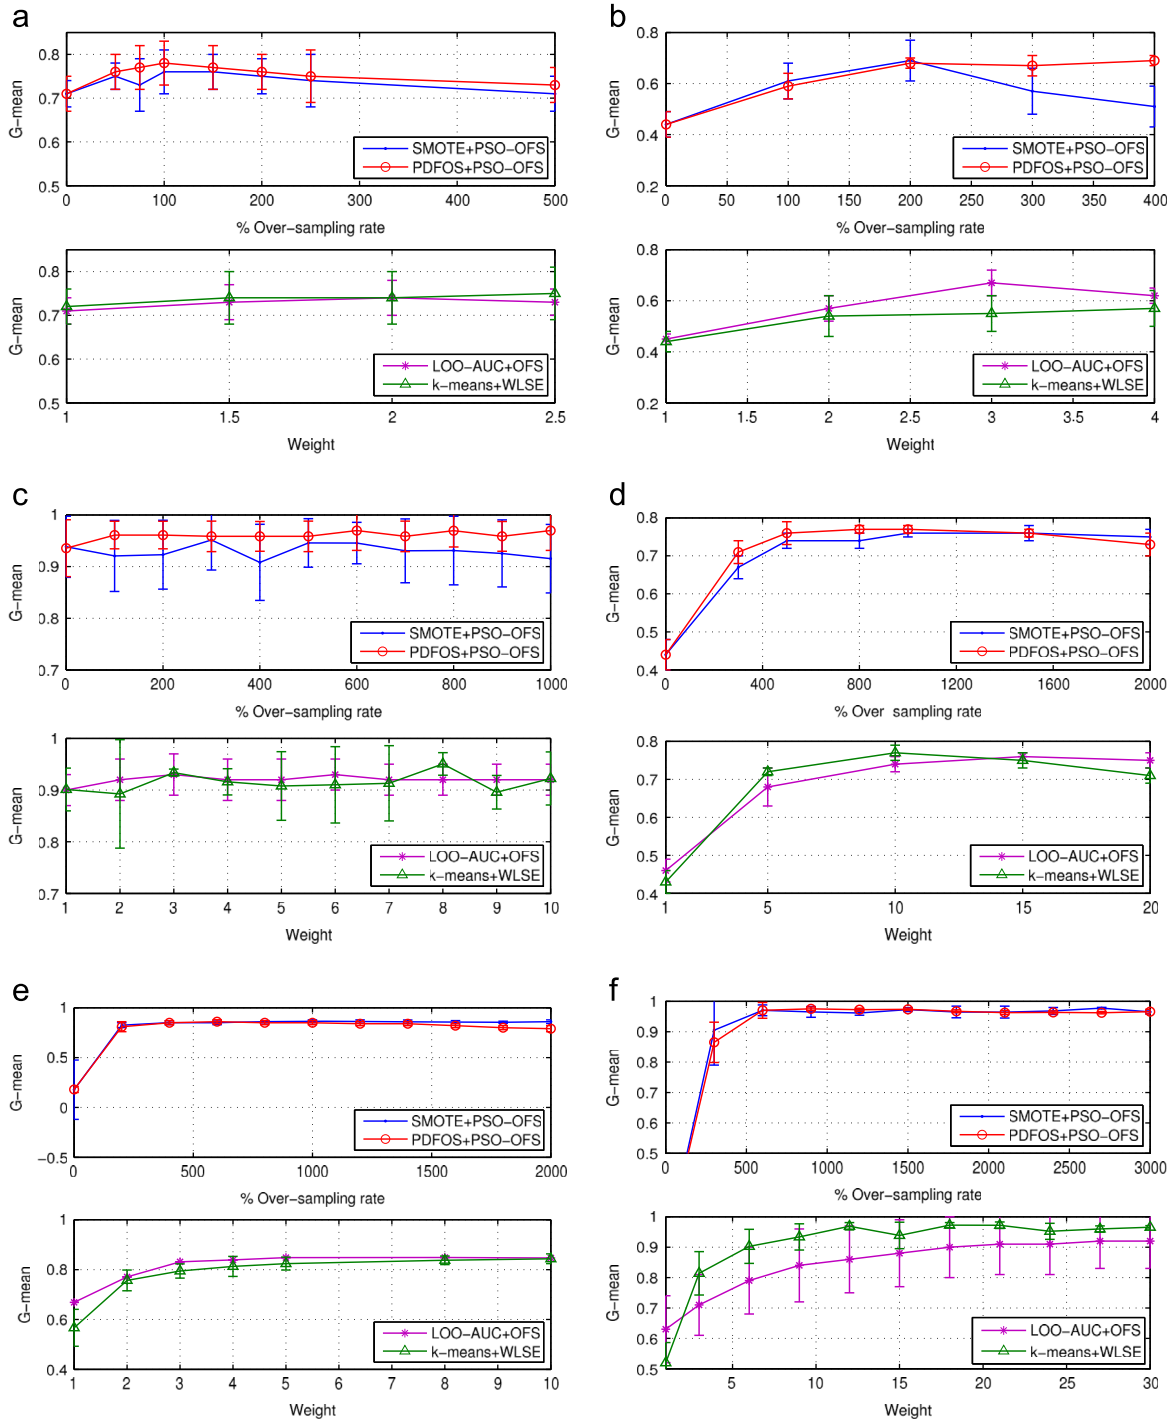 a
0.8
0.7
0.6
0.5
G-mean
0 100 200 300 400 500
% Over-sampling rate
SMOTE+PSO-OFS
PDFOS+PSO-OFS
0.8
0.7
0.6
0.5
G-mean
1 1.5 2 2.5
Weight
LOO-AUC+OFS
k-means+WLSE
b
0.8
0.6
0.4
0.2
G-mean
0 50 100 150 200 250 300 350 400
% Over-sampling rate
SMOTE+PSO-OFS
PDFOS+PSO-OFS
0.8
0.6
0.4
0.2
G-mean
1 1.5 2 2.5 3 3.5 4
Weight
LOO-AUC+OFS
k-means+WLSE
c
1
0.9
0.8
0.7
G-mean
0 200 400 600 800 1000
% Over-sampling rate
SMOTE+PSO-OFS
PDFOS+PSO-OFS
1
0.9
0.8
0.7
G-mean
1 2 3 4 5 6 7 8 9 10
Weight
LOO-AUC+OFS
k-means+WLSE
d
0.8
0.7
0.6
0.5
0.4
G-mean
0 400 800 1200 1600 2000
% Over sampling rate
SMOTE+PSO-OFS
PDFOS+PSO-OFS
0.8
0.7
0.6
0.5
0.4
G-mean
1 5 10 15 20
Weight
LOO-AUC+OFS
k-means+WLSE
e
1
0.5
0
-0.5
G-mean
0 500 1000 1500 2000
% Over-sampling rate
SMOTE+PSO-OFS
PDFOS+PSO-OFS
1
0.8
0.6
0.4
G-mean
1 2 3 4 5 6 7 8 9 10
Weight
LOO-AUC+OFS
k-means+WLSE
f
1
0.9
0.8
0.7
0.6
0.5
G-mean
0 500 1000 1500 2000 2500 3000
% Over-sampling rate
SMOTE+PSO-OFS
PDFOS+PSO-OFS
1
0.9
0.8
0.7
0.6
0.5
G-mean
5 10 15 20 25 30
Weight
LOO-AUC+OFS
k-means+WLSE